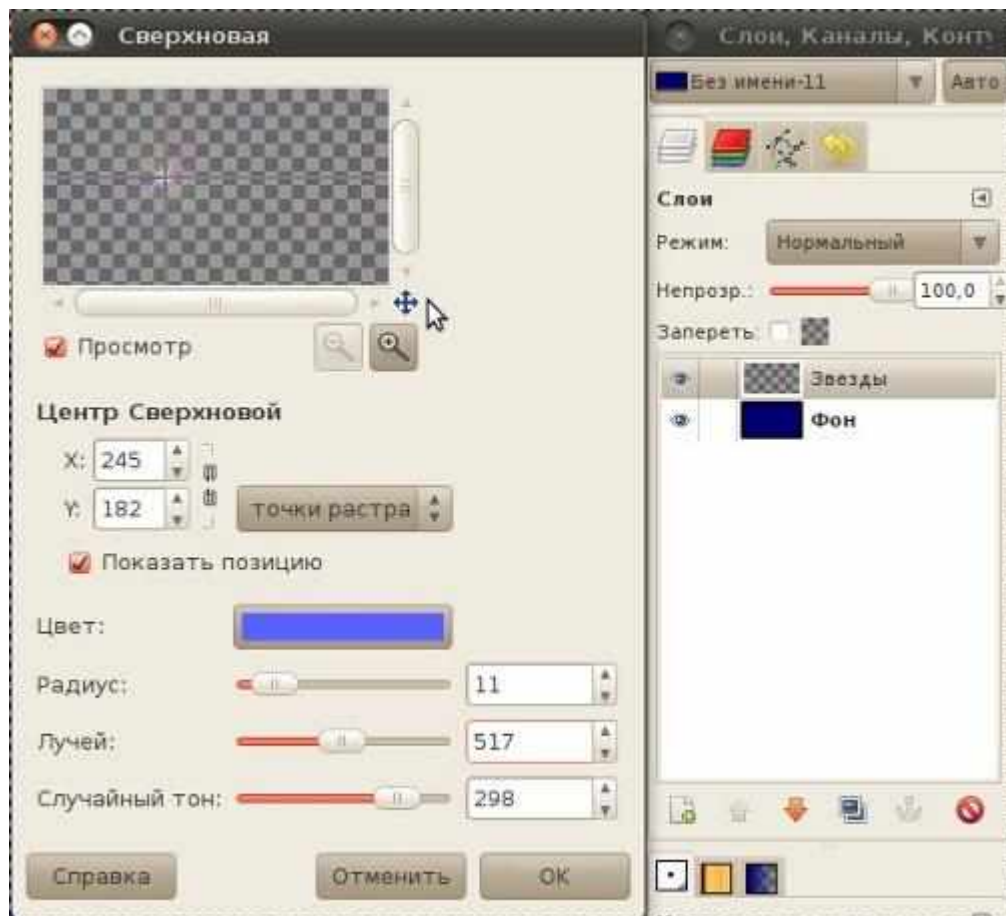 Сверхновая
Просмотр
Центр Сверхновой
X: 245
Y: 182 точки растра
Показать позицию
Цвет:
Радиус: 11
Лучей: 517
Случайный тон: 298
Справка Отменить OK
Слои, Каналы, Конт
Без имени-11 Авто
Слои
Режим: Нормальный
Непрозр.: 100,0
Запереть:
Звезды
Фон